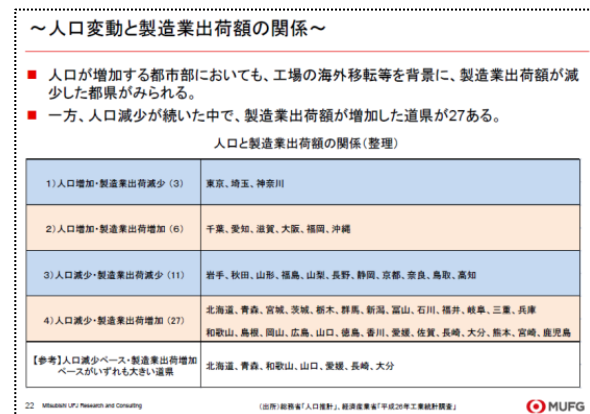 ～人口変動と製造業出荷額の関係～
■ 人口が増加する都市部においても、工場の海外移転等を背景に、製造業出荷額が減
少した都県がみられる。
■ 一方、人口減少が続いた中で、製造業出荷額が増加した道県が27ある。
人口と製造業出荷額の関係（整理）
1）人口増加・製造業出荷減少（3） 東京、埼玉、神奈川
2）人口増加・製造業出荷増加（6） 千葉、愛知、滋賀、大阪、福岡、沖縄
3）人口減少・製造業出荷減少（11） 岩手、秋田、山形、福島、山梨、長野、静岡、京都、奈良、鳥取、高知
4）人口減少・製造業出荷増加（27） 北海道、青森、宮城、茨城、栃木、群馬、新潟、富山、石川、福井、岐阜、三重、兵庫
和歌山、島根、岡山、広島、山口、徳島、香川、愛媛、佐賀、長崎、大分、熊本、宮崎、鹿児島
【参考】人口減少ペース・製造業出荷増加
ペースがいずれも大きい道県 北海道、青森、和歌山、山口、愛媛、長崎、大分
22 Mitsubishi UFJ Research and Consulting （出所）総務省「人口推計」、経済産業省「平成26年工業統計調査」 MUFG